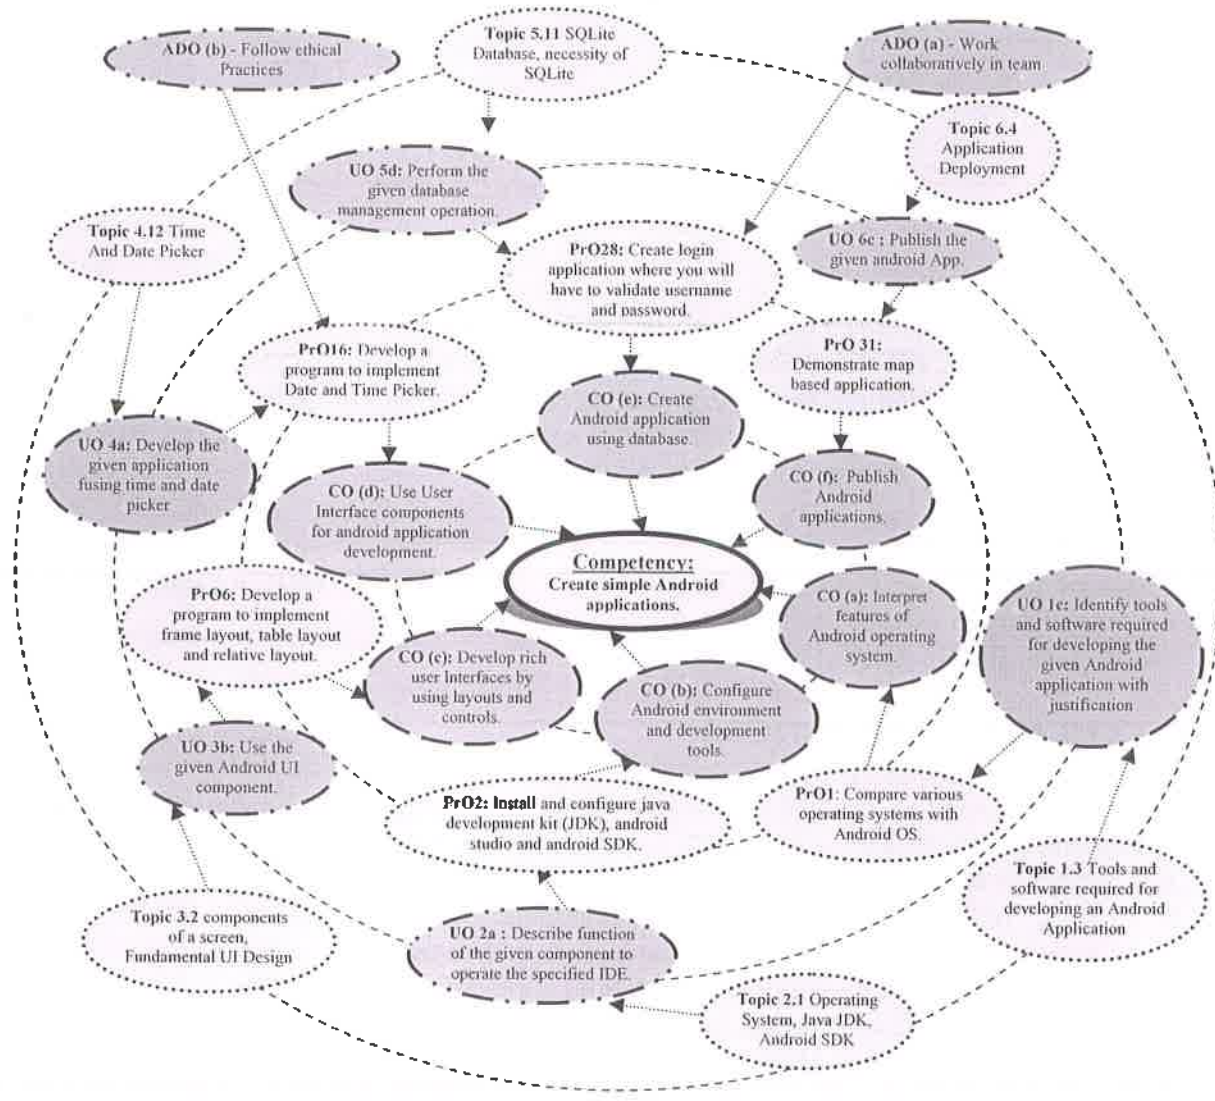 ADO (b) - Follow ethical
Practices
Topic 5.11 SQLite
Database, necessity of
SQLite
ADO (a) - Work
collaboratively in team.
Topic 6.4
Application
Deployment
UO 5d: Perform the
given database
management operation.
Topic 4.12 Time
And Date Picker
PrO28: Create login
application where you will
have to validate username
and password.
UO 6c : Publish the
given android App.
PrO16: Develop a
program to implement
Date and Time Picker.
PrO 31:
Demonstrate map
based application.
CO (e): Create
Android application
using database.
UO 4a: Develop the
given application
fusing time and date
picker
CO (d): Use User
Interface components
for android application
development.
CO (f): Publish
Android
applications.
Competency:
Create simple Android
applications.
PrO6: Develop a
program to implement
frame layout, table layout
and relative layout.
CO (a): Interpret
features of
Android operating
system.
UO 1c: Identify tools
and software required
for developing the
given Android
application with
justification
CO (c): Develop rich
user Interfaces by
using layouts and
controls.
CO (b): Configure
Android environment
and development
tools.
UO 3b: Use the
given Android UI
component.
PrO2: Install and configure java
development kit (JDK), android
studio and android SDK.
PrO1: Compare various
operating systems with
Android OS.
Topic 1.3 Tools and
software required for
developing an Android
Application
Topic 3.2 components
of a screen,
Fundamental UI Design
UO 2a : Describe function
of the given component to
operate the specified IDE.
Topic 2.1 Operating
System, Java JDK,
Android SDK